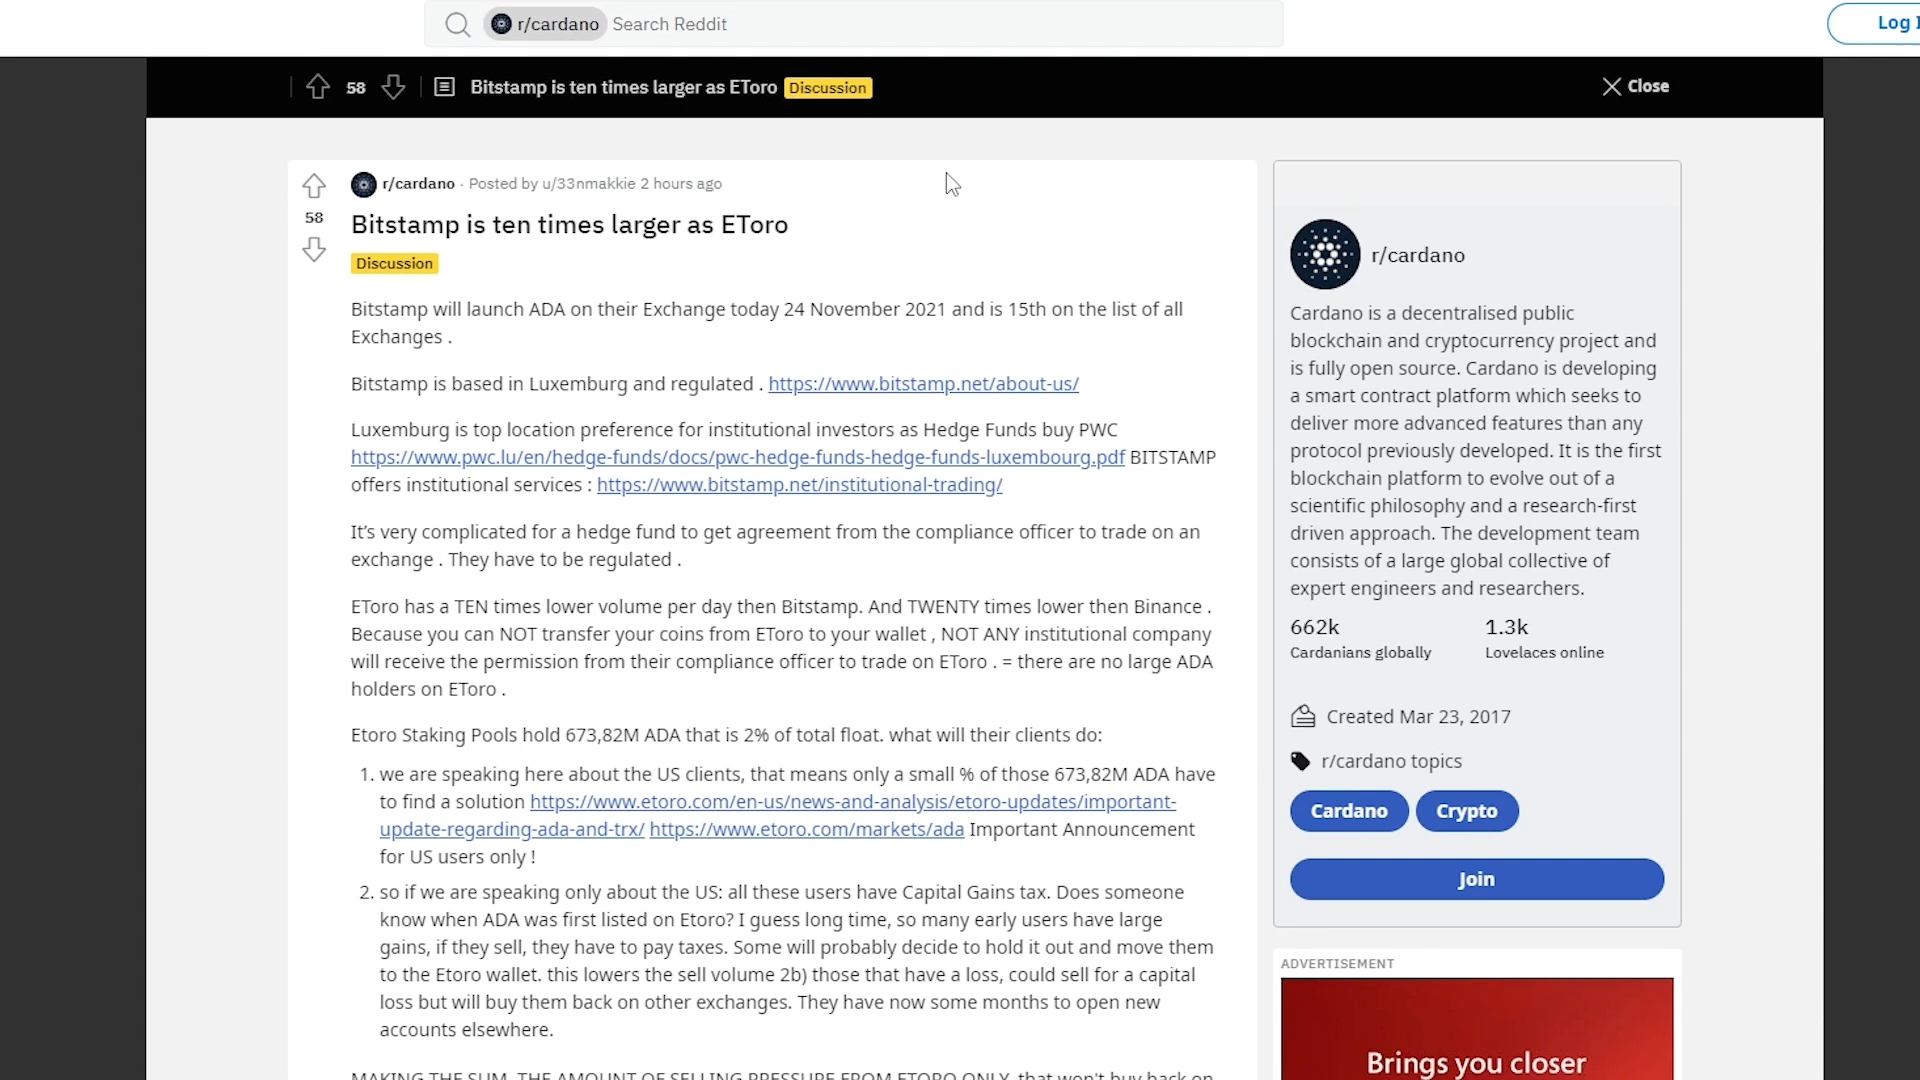 r/cardano Search Reddit
Log I
58 Bitstamp is ten times larger as EToro Discussion
Close
r/cardano · Posted by u/33nmakkie 2 hours ago
58
Bitstamp is ten times larger as EToro
Discussion
Bitstamp will launch ADA on their Exchange today 24 November 2021 and is 15th on the list of all
Exchanges .
Bitstamp is based in Luxemburg and regulated . https://www.bitstamp.net/about-us/
Luxemburg is top location preference for institutional investors as Hedge Funds buy PWC
https://www.pwc.lu/en/hedge-funds/docs/pwc-hedge-funds-hedge-funds-luxembourg.pdf BITSTAMP
offers institutional services : https://www.bitstamp.net/institutional-trading/
It’s very complicated for a hedge fund to get agreement from the compliance officer to trade on an
exchange . They have to be regulated .
EToro has a TEN times lower volume per day then Bitstamp. And TWENTY times lower then Binance .
Because you can NOT transfer your coins from EToro to your wallet , NOT ANY institutional company
will receive the permission from their compliance officer to trade on EToro . = there are no large ADA
holders on EToro .
Etoro Staking Pools hold 673,82M ADA that is 2% of total float. what will their clients do:
1. we are speaking here about the US clients, that means only a small % of those 673,82M ADA have
to find a solution https://www.etoro.com/en-us/news-and-analysis/etoro-updates/important-
update-regarding-ada-and-trx/ https://www.etoro.com/markets/ada Important Announcement
for US users only !
2. so if we are speaking only about the US: all these users have Capital Gains tax. Does someone
know when ADA was first listed on Etoro? I guess long time, so many early users have large
gains, if they sell, they have to pay taxes. Some will probably decide to hold it out and move them
to the Etoro wallet. this lowers the sell volume 2b) those that have a loss, could sell for a capital
loss but will buy them back on other exchanges. They have now some months to open new
accounts elsewhere.
MAKING THE SUM, THE AMOUNT OF SELLING PRESSURE FROM ETORO ONLY, that won't buy back on
r/cardano
Cardano is a decentralised public
blockchain and cryptocurrency project and
is fully open source. Cardano is developing
a smart contract platform which seeks to
deliver more advanced features than any
protocol previously developed. It is the first
blockchain platform to evolve out of a
scientific philosophy and a research-first
driven approach. The development team
consists of a large global collective of
expert engineers and researchers.
662k 1.3k
Cardanians globally Lovelaces online
Created Mar 23, 2017
r/cardano topics
Cardano Crypto
Join
ADVERTISEMENT
Brings you closer